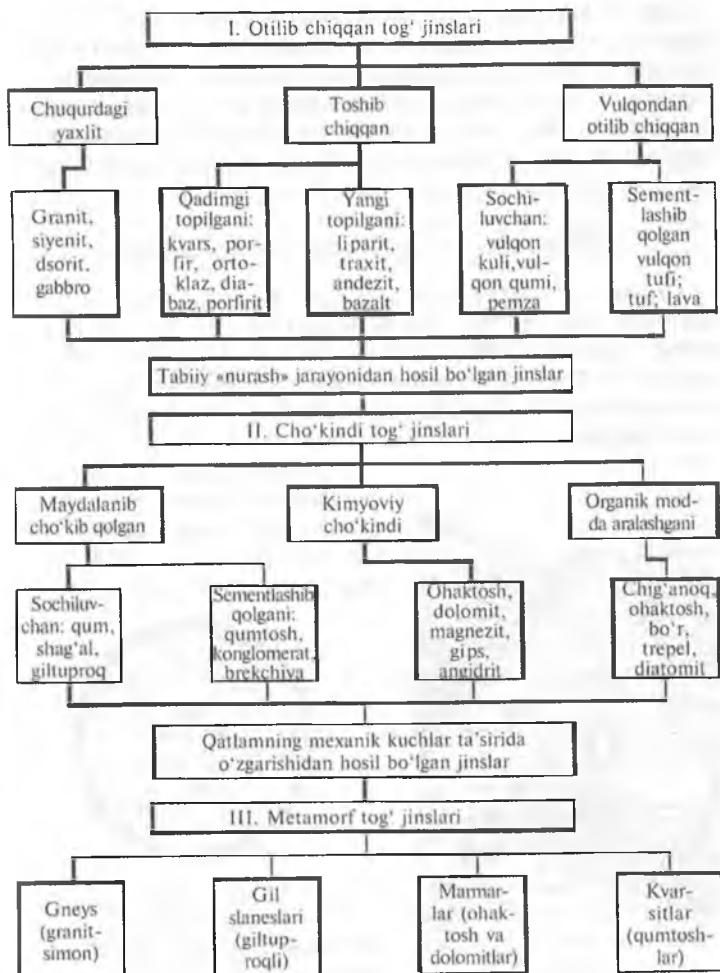 I. Otilib chiqqan tog‘ jinslari
Chuqurdagi
yaxlit
Toshib
chiqqan
Vulqondan
otilib chiqqan
Granit,
siyenit,
dsorit,
gabbro
Qadimgi
topilgani:
kvars, por-
fir, orto-
klaz, dia-
baz, porfirit
Yangi
topilgani:
liparit,
traxit,
andezit,
bazalt
Sochi-
luvchan:
vulqon
kuli,vul-
qon qumi,
pemza
Sement-
lashib
qolgan
vulqon
tufi;
tuf; lava
Tabiiy «nurash» jarayonidan hosil bo‘lgan jinslar
II. Cho‘kindi tog‘ jinslari
Maydalanib
cho‘kib qolgan
Kimyoviy
cho‘kindi
Organik mod-
da aralashgani
Sochiluv-
chan: qum,
shag‘al,
giltuproq
Sementlashib
qolgani:
qumtosh,
konglomerat,
brekchiya
Ohaktosh,
dolomit,
magnezit,
gips,
angidrit
Chig‘anoq,
ohaktosh,
bo‘r,
trepel,
diatomit
Qatlamning mexanik kuchlar ta’sirida
o‘zgarishidan hosil bo‘lgan jinslar
III. Metamorf tog‘ jinslari
Gneys
(granit-
simon)
Gil
slaneslari
(giltup-
roqli)
Marmar-
lar (ohak-
tosh va
dolomitlar)
Kvar-
sitlar
(qumtosh-
lar)